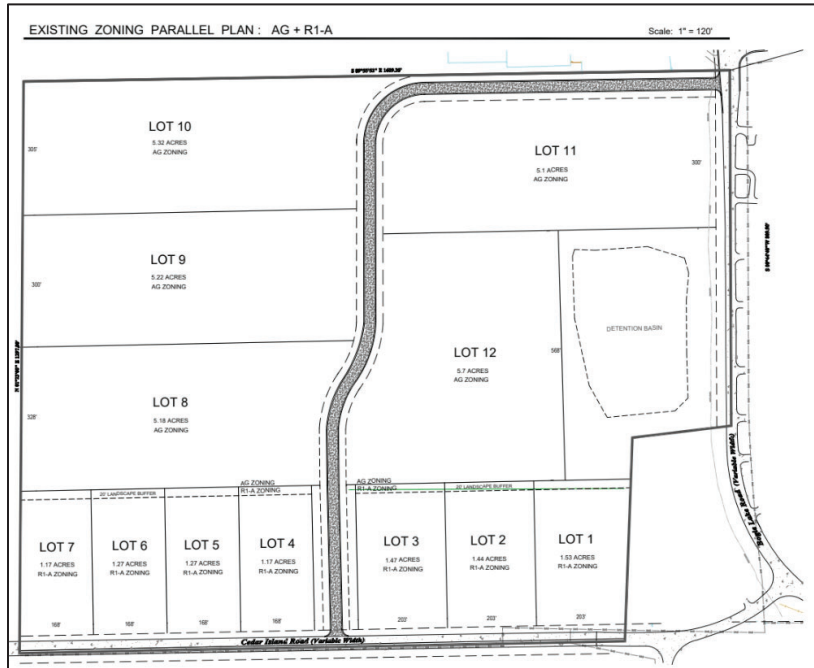 EXISTING ZONING PARALLEL PLAN : AG + R1-A
Scale: 1" = 120'
LOT 10
5.32 ACRES
AG ZONING
305'
LOT 11
5.1 ACRES
AG ZONING
300'
LOT 9
5.22 ACRES
AG ZONING
300'
DETENTION BASIN
LOT 12
5.7 ACRES
AG ZONING
568'
LOT 8
5.18 ACRES
AG ZONING
328'
AG ZONING
R1-A ZONING
20' LANDSCAPE BUFFER
AG ZONING
R1-A ZONING
20' LANDSCAPE BUFFER
LOT 7
1.17 ACRES
R1-A ZONING
168'
LOT 6
1.27 ACRES
R1-A ZONING
168'
LOT 5
1.27 ACRES
R1-A ZONING
168'
LOT 4
1.17 ACRES
R1-A ZONING
168'
LOT 3
1.47 ACRES
R1-A ZONING
203'
LOT 2
1.44 ACRES
R1-A ZONING
203'
LOT 1
1.53 ACRES
R1-A ZONING
203'
Cedar Island Road (Variable Width)
Lake Road (Variable Width)